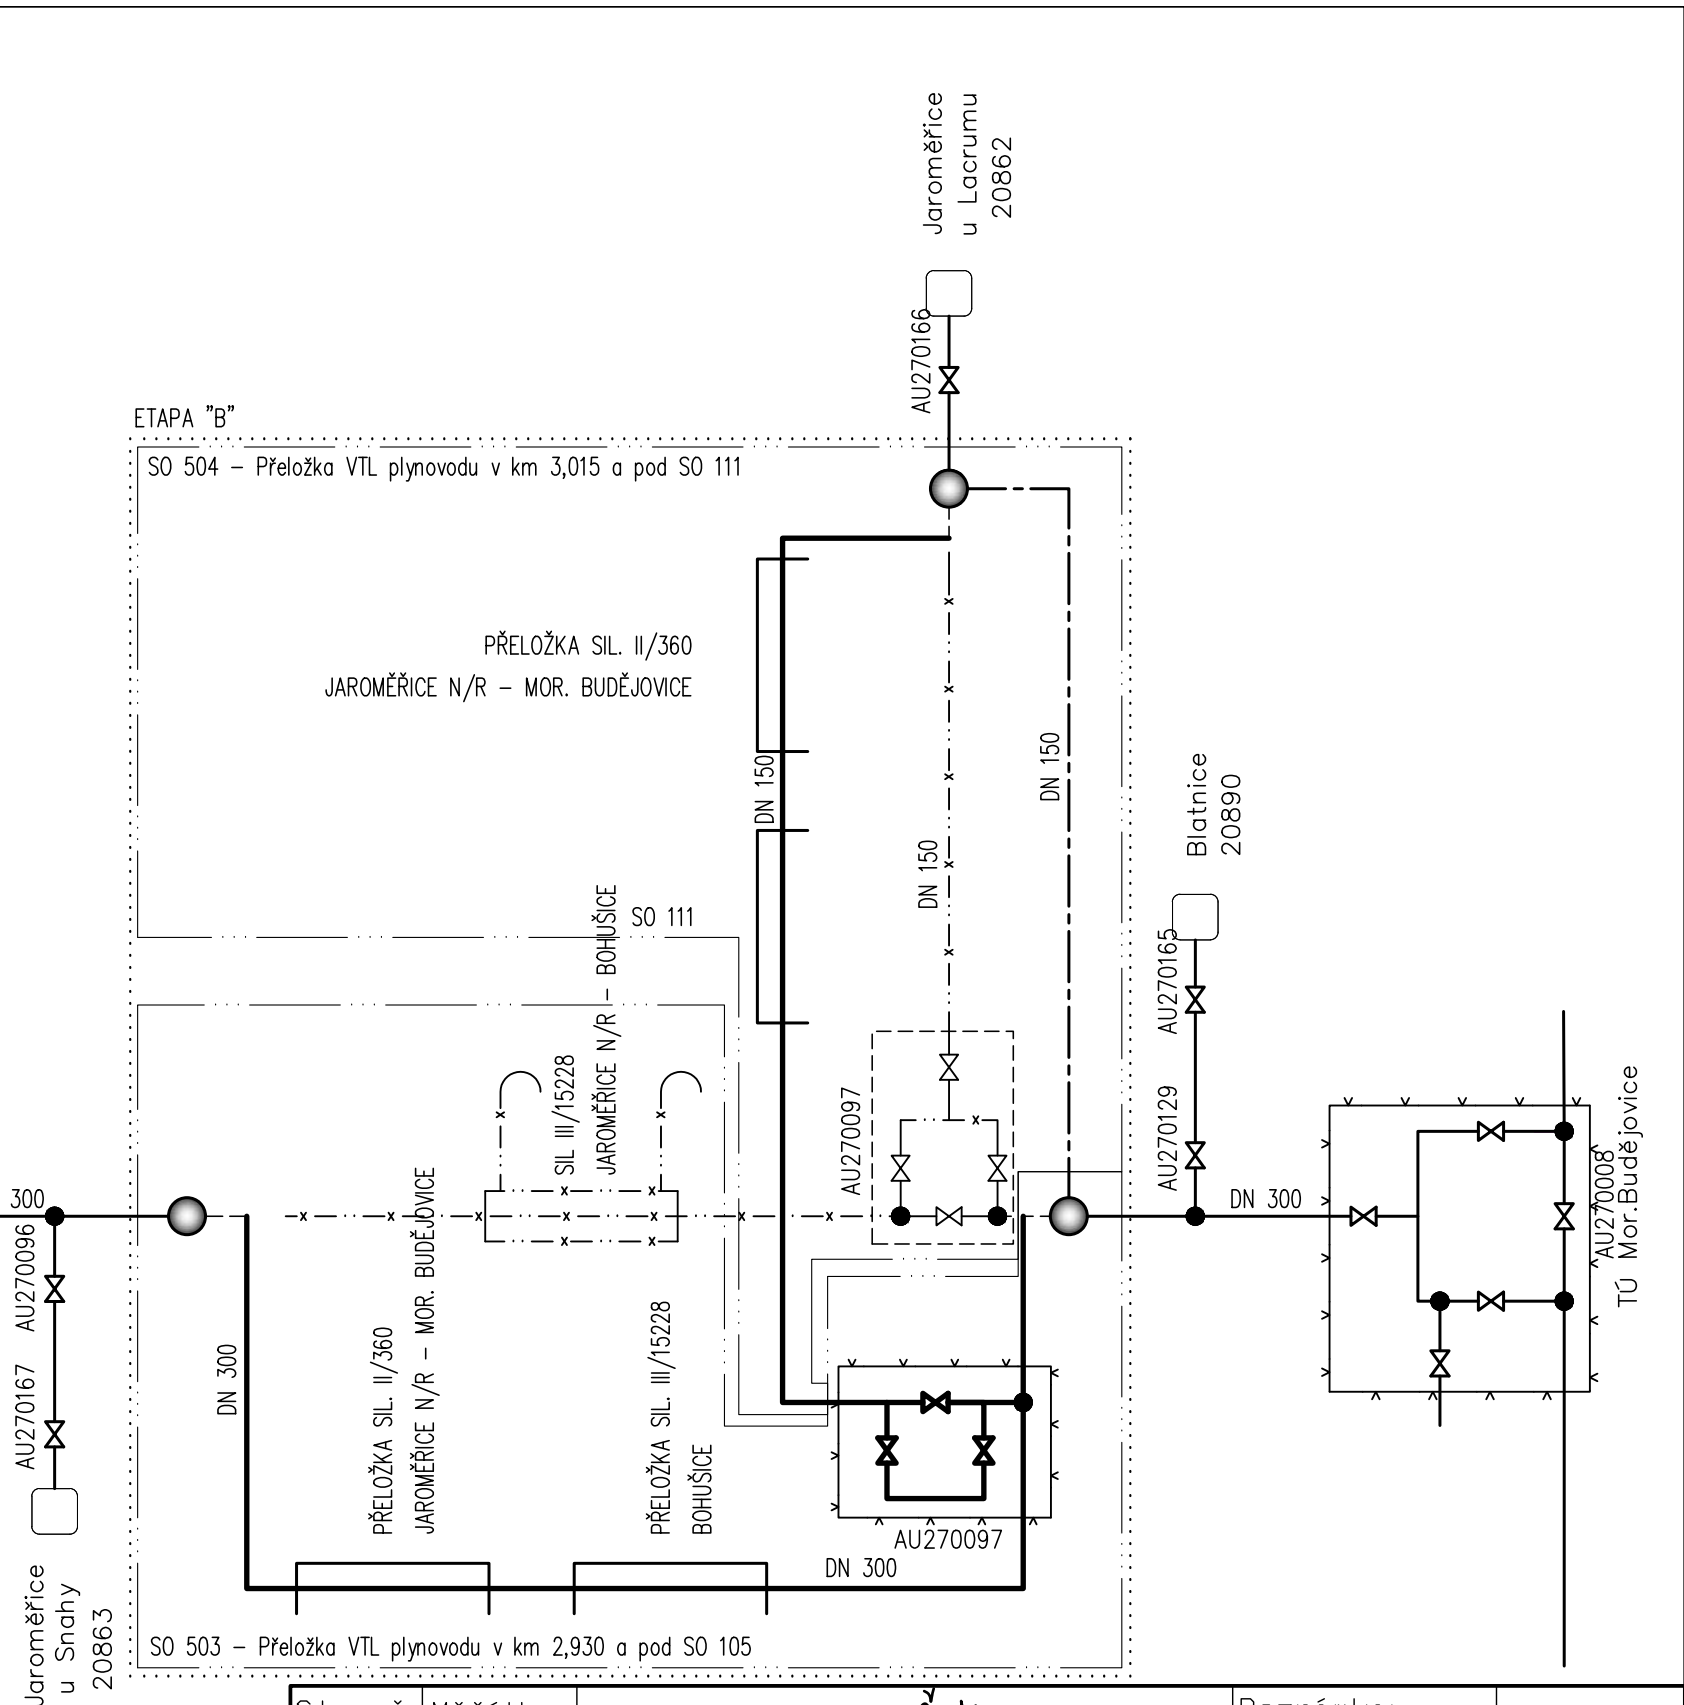 Jaroměřice
u Lacrumu
20862
AU270166
ETAPA "B"
SO 504 – Přeložka VTL plynovodu v km 3,015 a pod SO 111
PŘELOŽKA SIL. II/360
JAROMĚŘICE N/R – MOR. BUDĚJOVICE
DN 150
DN 150
DN 150
Blatnice
20890
SO 111
SIL III/15228
JAROMĚŘICE N/R – BOHUŠICE
AU270165
AU270129
AU270097
300
AU270096
AU270167
DN 300
DN 300
AU270008
TÚ Mor.Budějovice
PŘELOŽKA SIL. II/360
JAROMĚŘICE N/R – MOR. BUDĚJOVICE
PŘELOŽKA SIL. III/15228
BOHUŠICE
AU270097
DN 300
Jaroměřice
u Snahy
20863
SO 503 – Přeložka VTL plynovodu v km 2,930 a pod SO 105